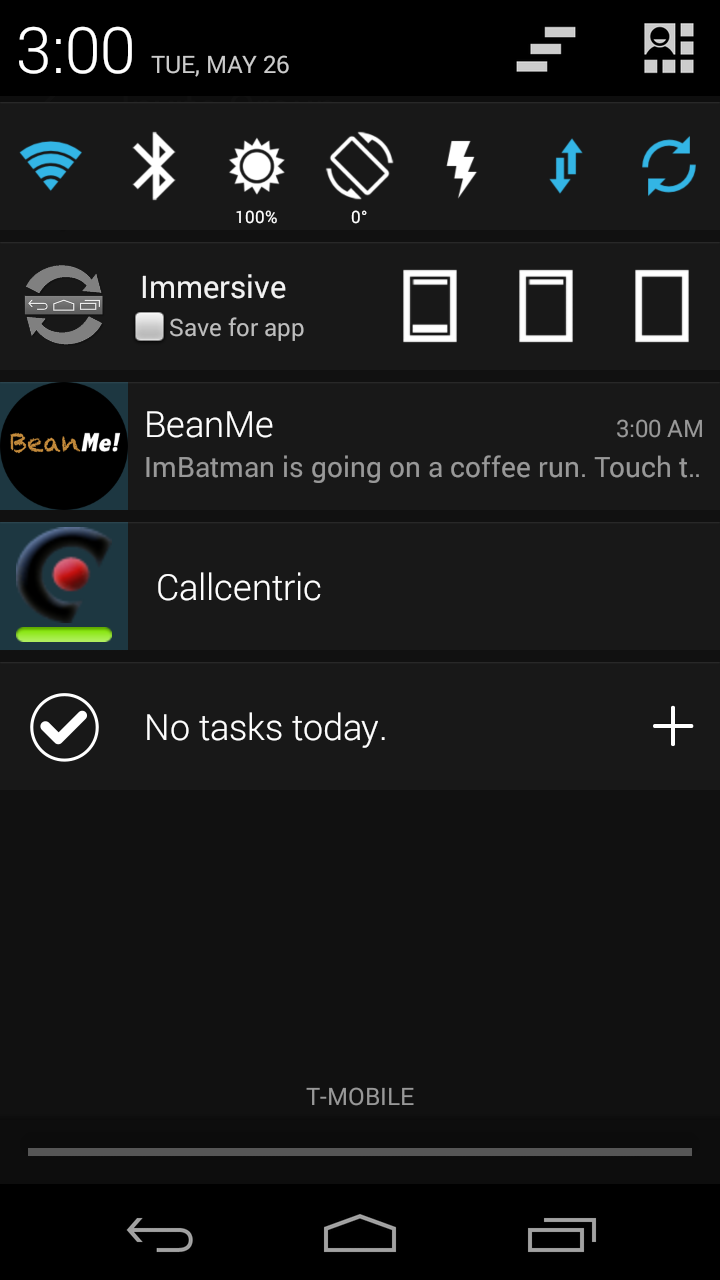 3:00 TUE, MAY 26
100% 0°
Immersive
Save for app
BeanMe!
BeanMe 3:00 AM
ImBatman is going on a coffee run. Touch t..
Callcentric
No tasks today.
T-MOBILE